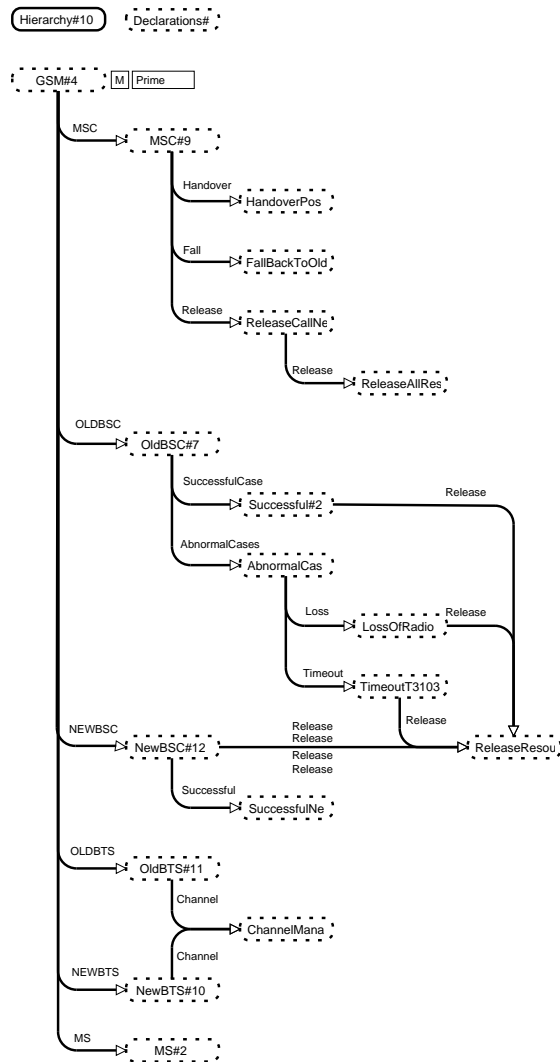 Hierarchy#10 Declarations#
GSM#4 M Prime
MSC
MSC#9
Handover
HandoverPos
Fall
FallBackToOld
Release
ReleaseCallNe
Release
ReleaseAllRes
OLDBSC
OldBSC#7
SuccessfulCase
Successful#2
Release
AbnormalCases
AbnormalCas
Loss
LossOfRadio
Release
Timeout
TimeoutT3103
Release
NEWBSC
NewBSC#12
Release
Release
Release
Release
ReleaseResou
Successful
SuccessfulNe
OLDBTS
OldBTS#11
Channel
ChannelMana
Channel
NEWBTS
NewBTS#10
MS
MS#2